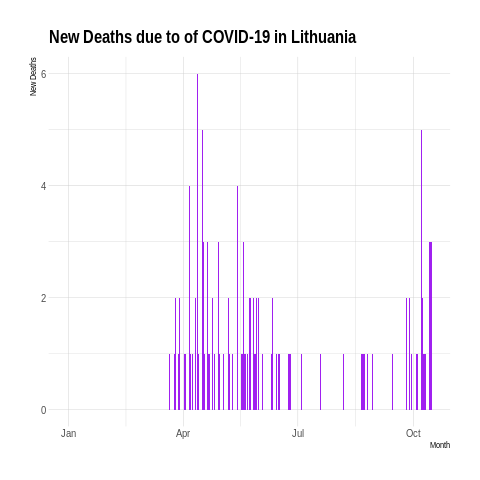 New Deaths due to of COVID-19 in Lithuania
New Deaths
6
4
2
0
Jan Apr Jul Oct
Month